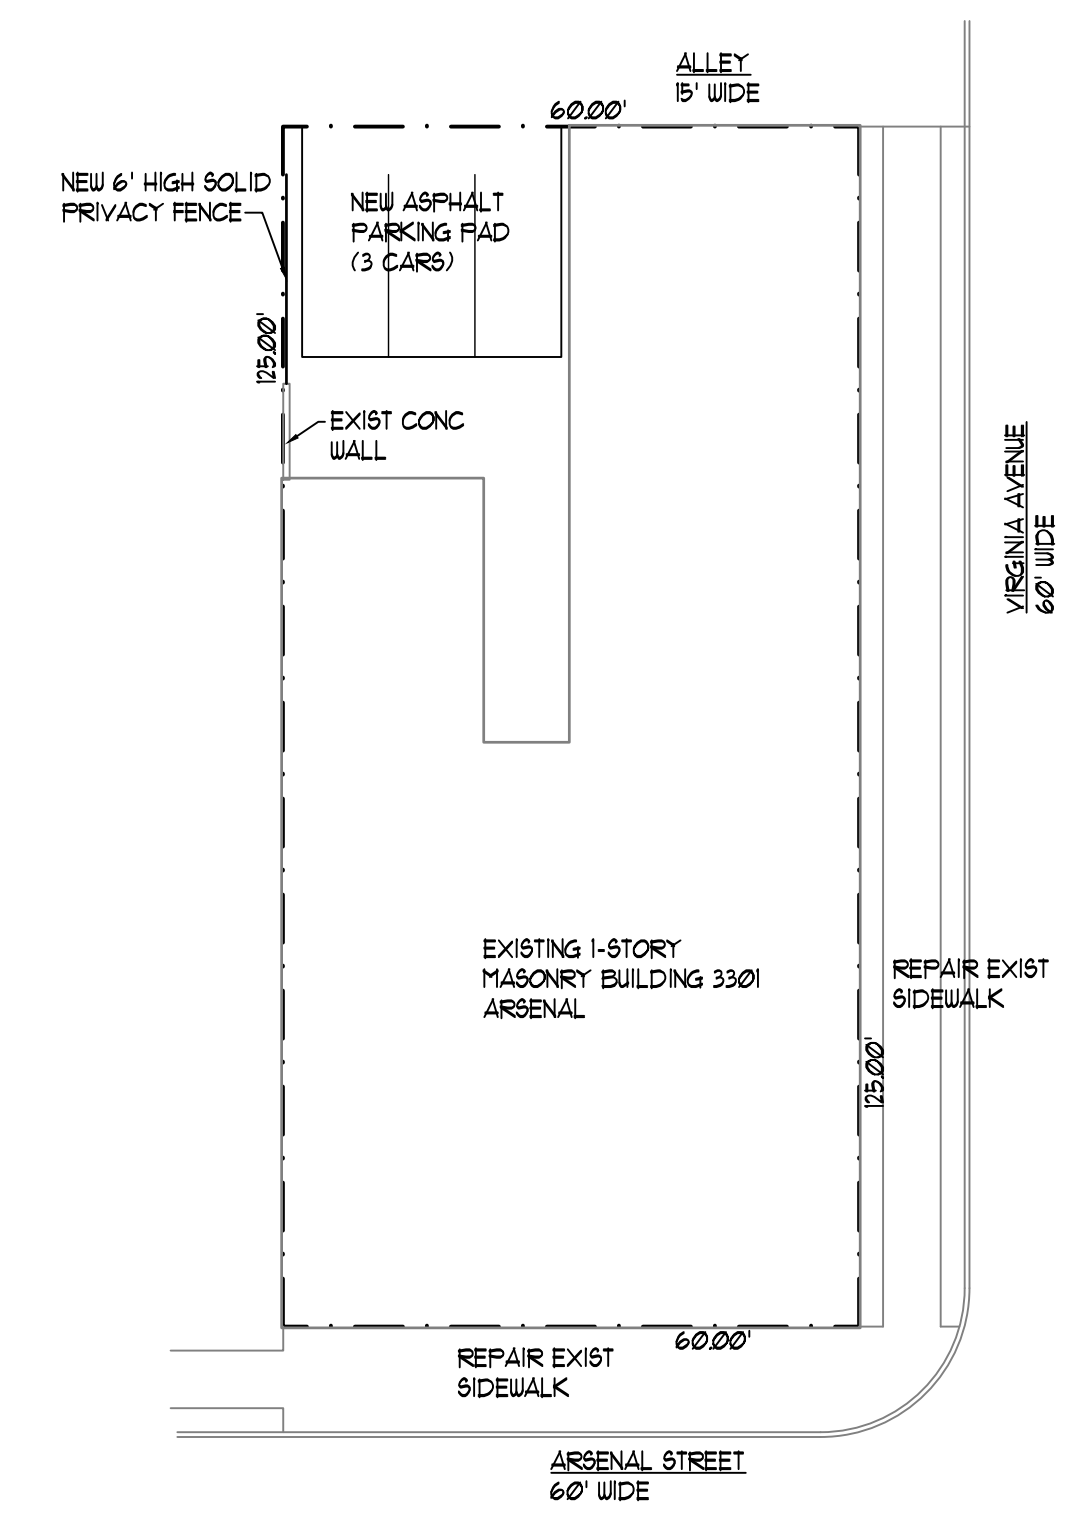 ALLEY
15' WIDE
60.00'
NEW 6' HIGH SOLID
PRIVACY FENCE
NEW ASPHALT
PARKING PAD
(3 CARS)
125.00'
EXIST CONC
WALL
VIRGINIA AVENUE
60' WIDE
EXISTING 1-STORY
MASONRY BUILDING 3301
ARSENAL
REPAIR EXIST
SIDEWALK
125.00'
60.00'
REPAIR EXIST
SIDEWALK
ARSENAL STREET
60' WIDE